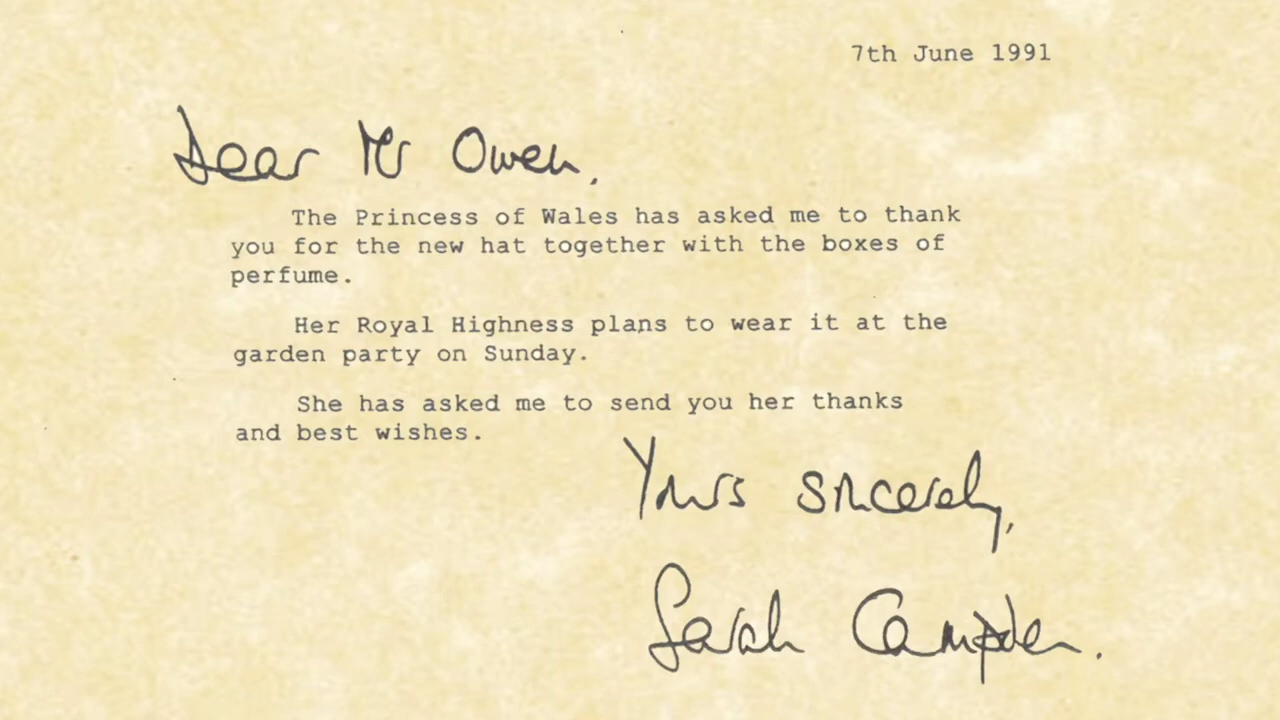 7th June 1991
Dear Mr Owen,
The Princess of Wales has asked me to thank
you for the new hat together with the boxes of
perfume.
Her Royal Highness plans to wear it at the
garden party on Sunday.
She has asked me to send you her thanks
and best wishes.
Yours sincerely,
Sarah Campden.